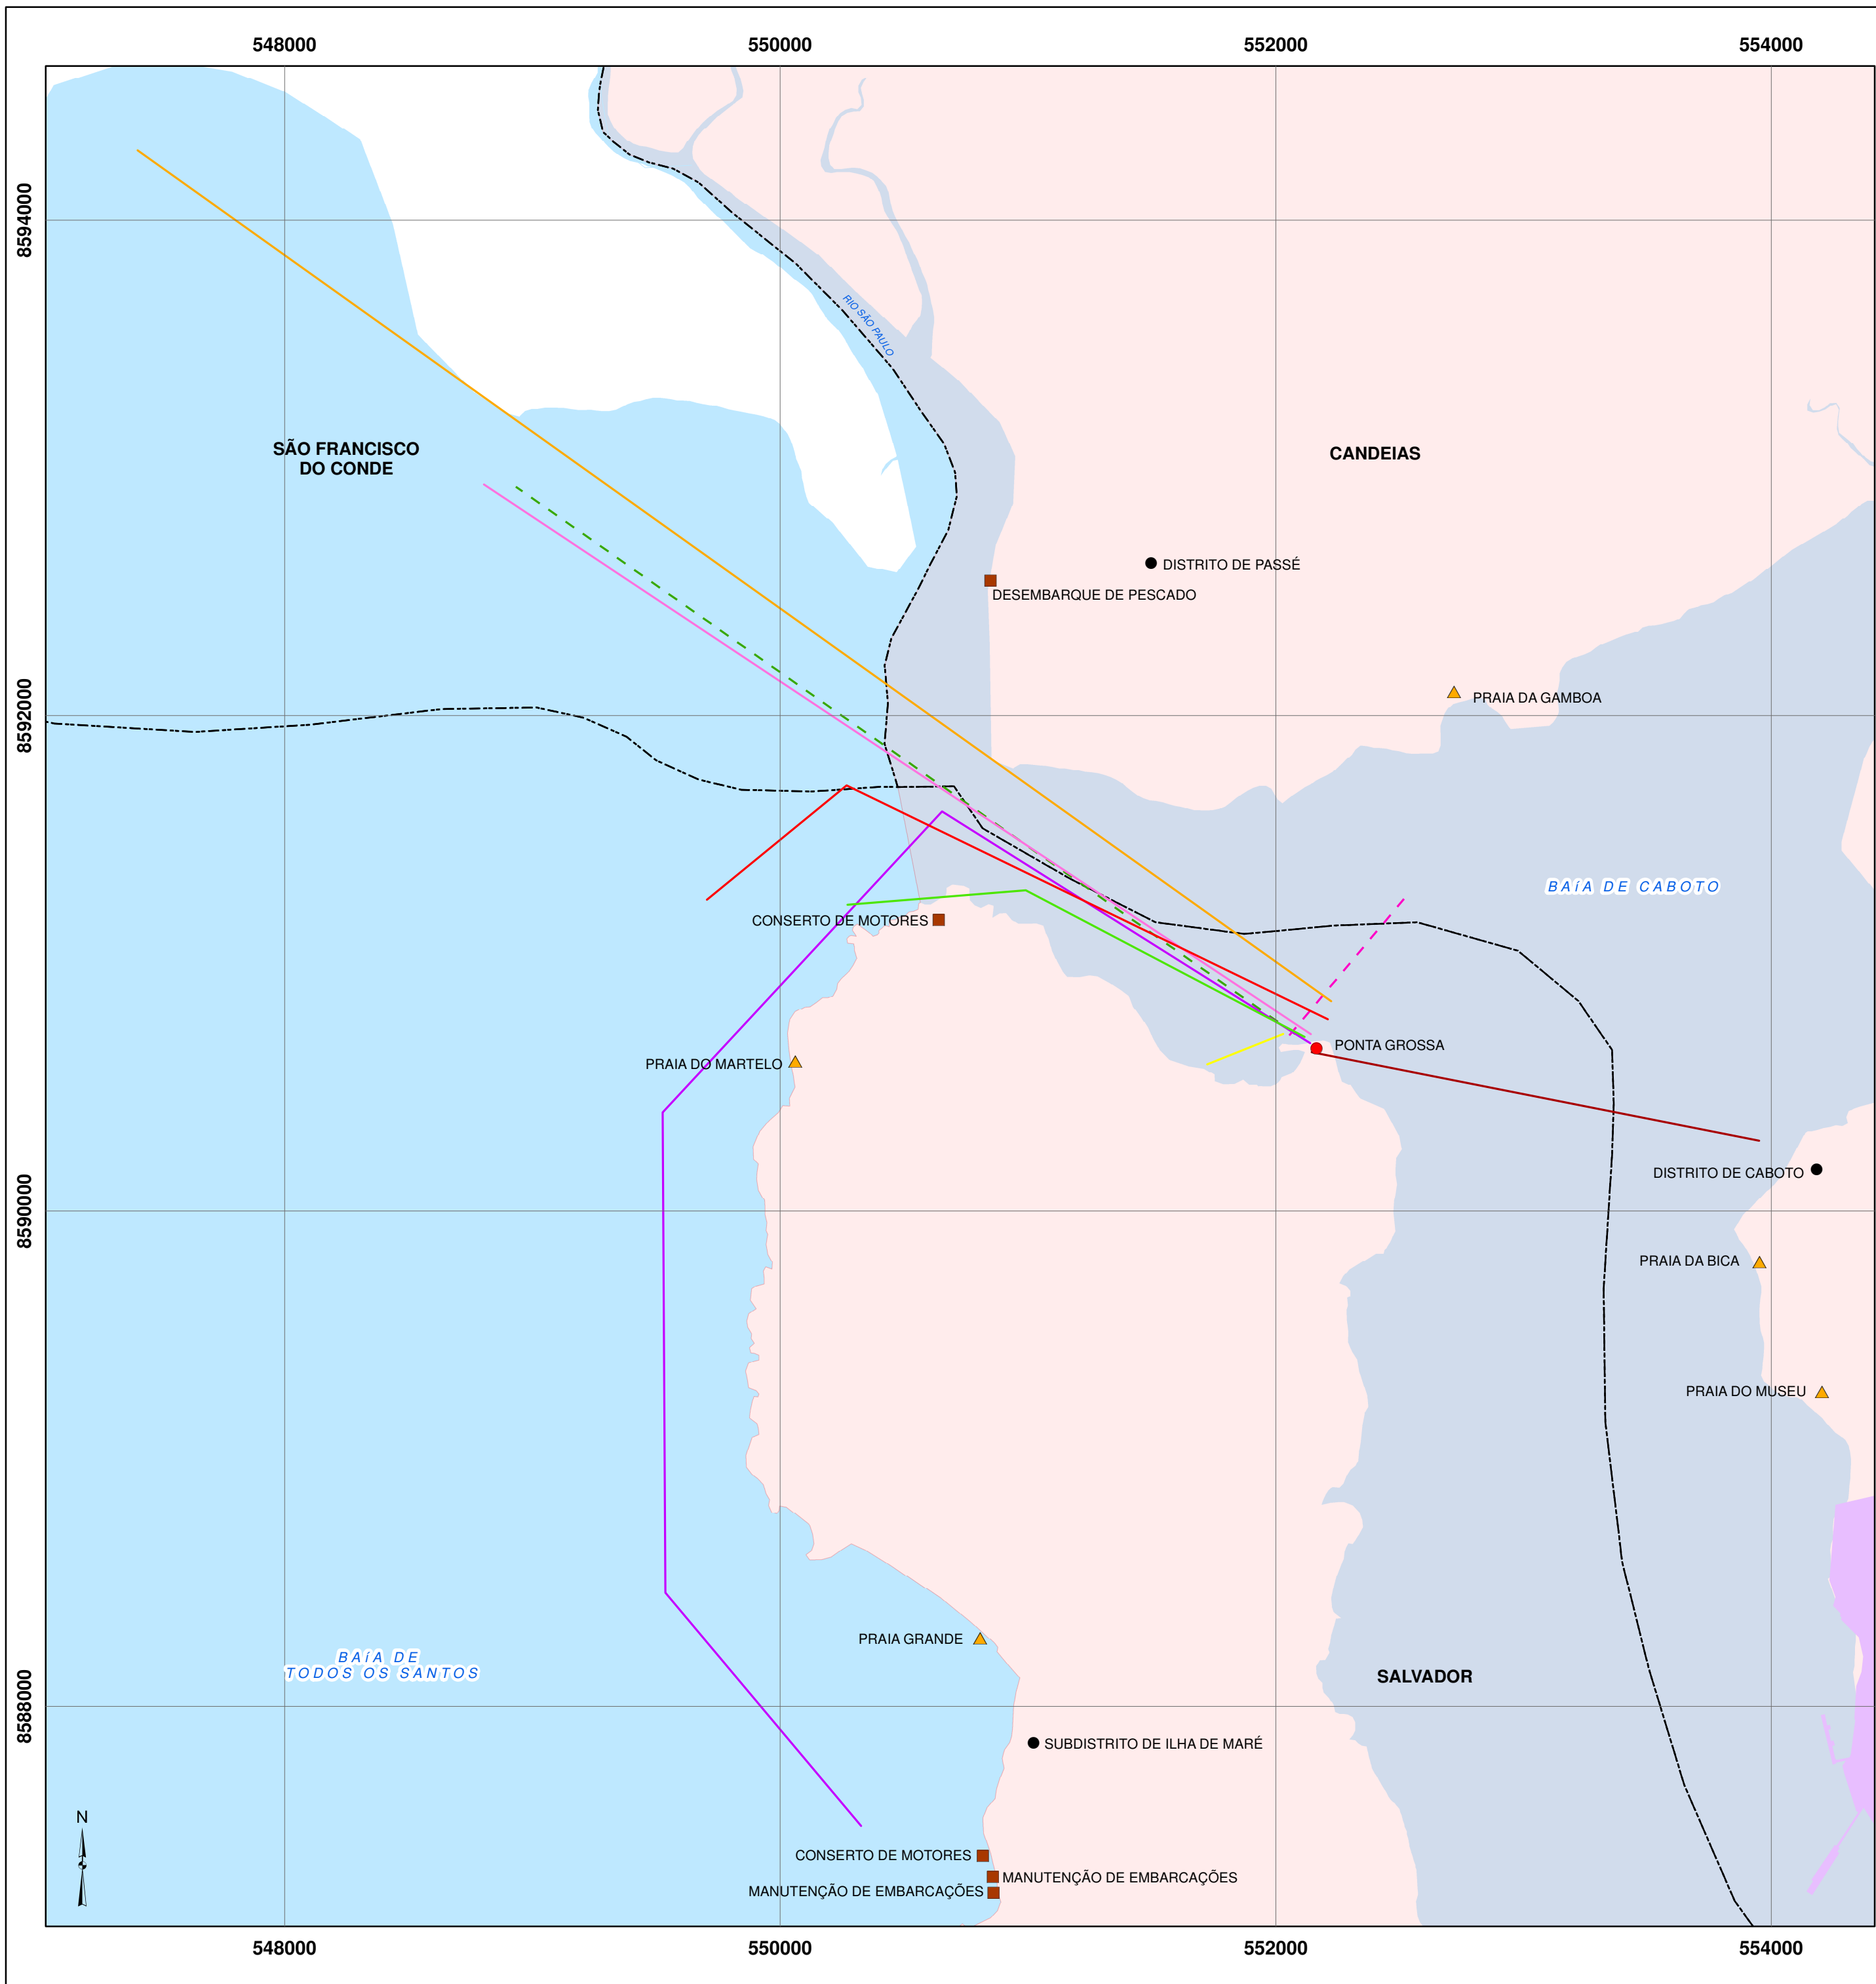 548000
550000
552000
554000
8594000
RIO SÃO PAULO
SÃO FRANCISCO
DO CONDE
CANDEIAS
DISTRITO DE PASSÉ
DESEMBARQUE DE PESCADO
PRAIA DA GAMBOA
8592000
BAíA DE CABOTO
CONSERTO DE MOTORES
PONTA GROSSA
PRAIA DO MARTELO
DISTRITO DE CABOTO
8590000
PRAIA DA BICA
PRAIA DO MUSEU
PRAIA GRANDE
BAíA DE
TODOS OS SANTOS
SALVADOR
8588000
SUBDISTRITO DE ILHA DE MARÉ
N
CONSERTO DE MOTORES
MANUTENÇÃO DE EMBARCAÇÕES
MANUTENÇÃO DE EMBARCAÇÕES
548000
550000
552000
554000